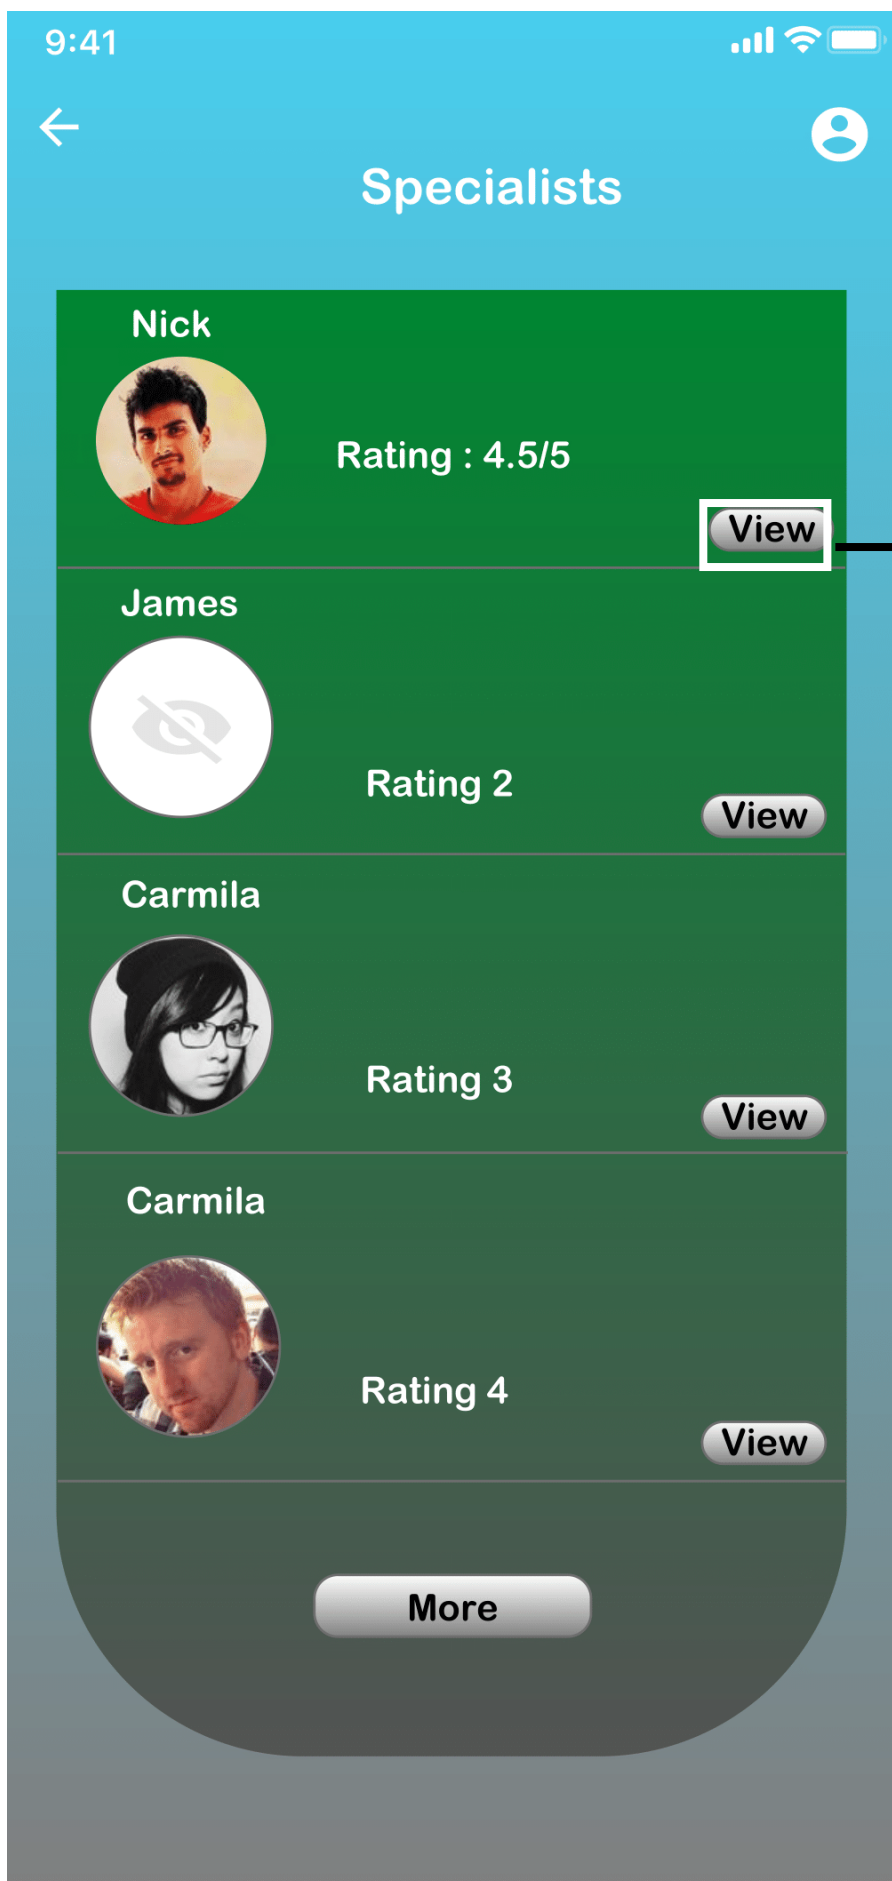 9:41
Specialists
Nick
Rating : 4.5/5
View
James
Rating 2
View
Carmila
Rating 3
View
Carmila
Rating 4
View
More